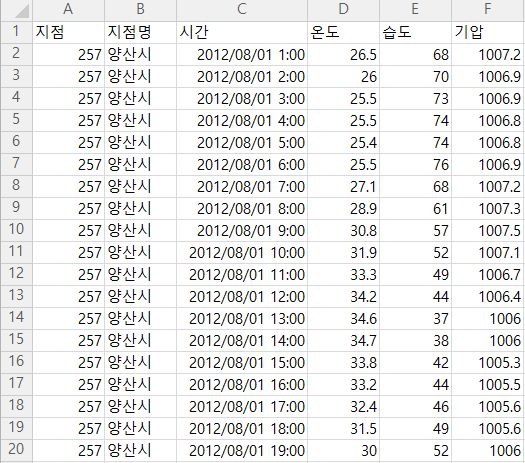 A B C D E F
1 지점 지점명 시간 온도 습도 기압
2 257 양산시 2012/08/01 1:00 26.5 68 1007.2
3 257 양산시 2012/08/01 2:00 26 70 1006.9
4 257 양산시 2012/08/01 3:00 25.5 73 1006.9
5 257 양산시 2012/08/01 4:00 25.5 74 1006.8
6 257 양산시 2012/08/01 5:00 25.4 74 1006.8
7 257 양산시 2012/08/01 6:00 25.5 76 1006.9
8 257 양산시 2012/08/01 7:00 27.1 68 1007.2
9 257 양산시 2012/08/01 8:00 28.9 61 1007.3
10 257 양산시 2012/08/01 9:00 30.8 57 1007.5
11 257 양산시 2012/08/01 10:00 31.9 52 1007.1
12 257 양산시 2012/08/01 11:00 33.3 49 1006.7
13 257 양산시 2012/08/01 12:00 34.2 44 1006.4
14 257 양산시 2012/08/01 13:00 34.6 37 1006
15 257 양산시 2012/08/01 14:00 34.7 38 1006
16 257 양산시 2012/08/01 15:00 33.8 42 1005.3
17 257 양산시 2012/08/01 16:00 33.2 44 1005.5
18 257 양산시 2012/08/01 17:00 32.4 46 1005.6
19 257 양산시 2012/08/01 18:00 31.5 49 1005.6
20 257 양산시 2012/08/01 19:00 30 52 1006